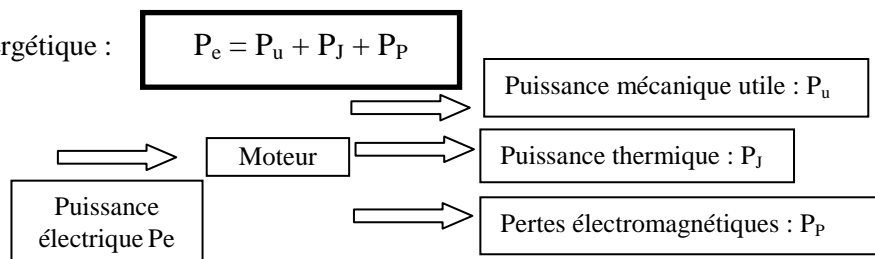 rgétique :
Pe = Pu + PJ + PP
Puissance mécanique utile : Pu
Moteur
Puissance thermique : PJ
Puissance
électrique Pe
Pertes électromagnétiques : PP